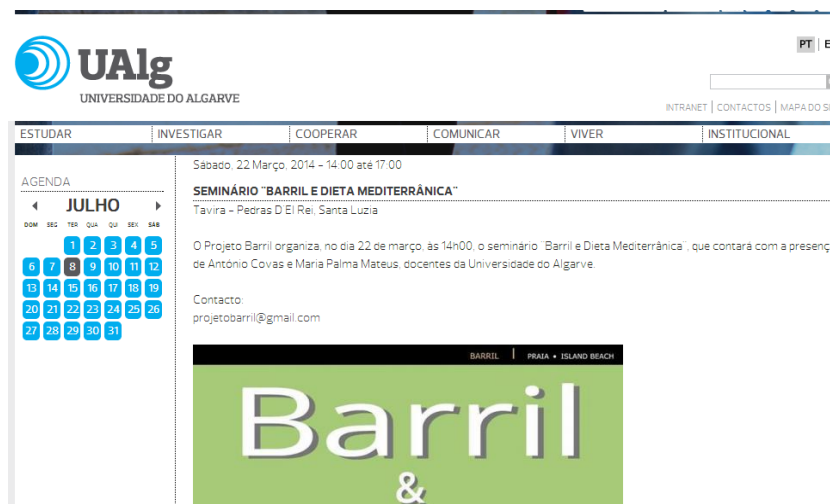 UAlg
UNIVERSIDADE DO ALGARVE
PT
INTRANET | CONTACTOS | MAPA DO
ESTUDAR INVESTIGAR COOPERAR COMUNICAR VIVER INSTITUCIONAL
AGENDA
JULHO
DOM SEG TER QUA QUI SEX SAB
1 2 3 4 5
6 7 8 9 10 11 12
13 14 15 16 17 18 19
20 21 22 23 24 25 26
27 28 29 30 31
Sábado, 22 Março, 2014 - 14:00 até 17:00
SEMINÁRIO "BARRIL E DIETA MEDITERRÂNICA"
Tavira - Pedras D'El Rei, Santa Luzia
O Projeto Barril organiza, no dia 22 de março, às 14h00, o seminário "Barril e Dieta Mediterrânica", que contará com a presenç
de António Covas e Maria Palma Mateus, docentes da Universidade do Algarve.
Contacto:
projetobarril@gmail.com
BARRIL | PRAIA • ISLAND BEACH
Barril
&